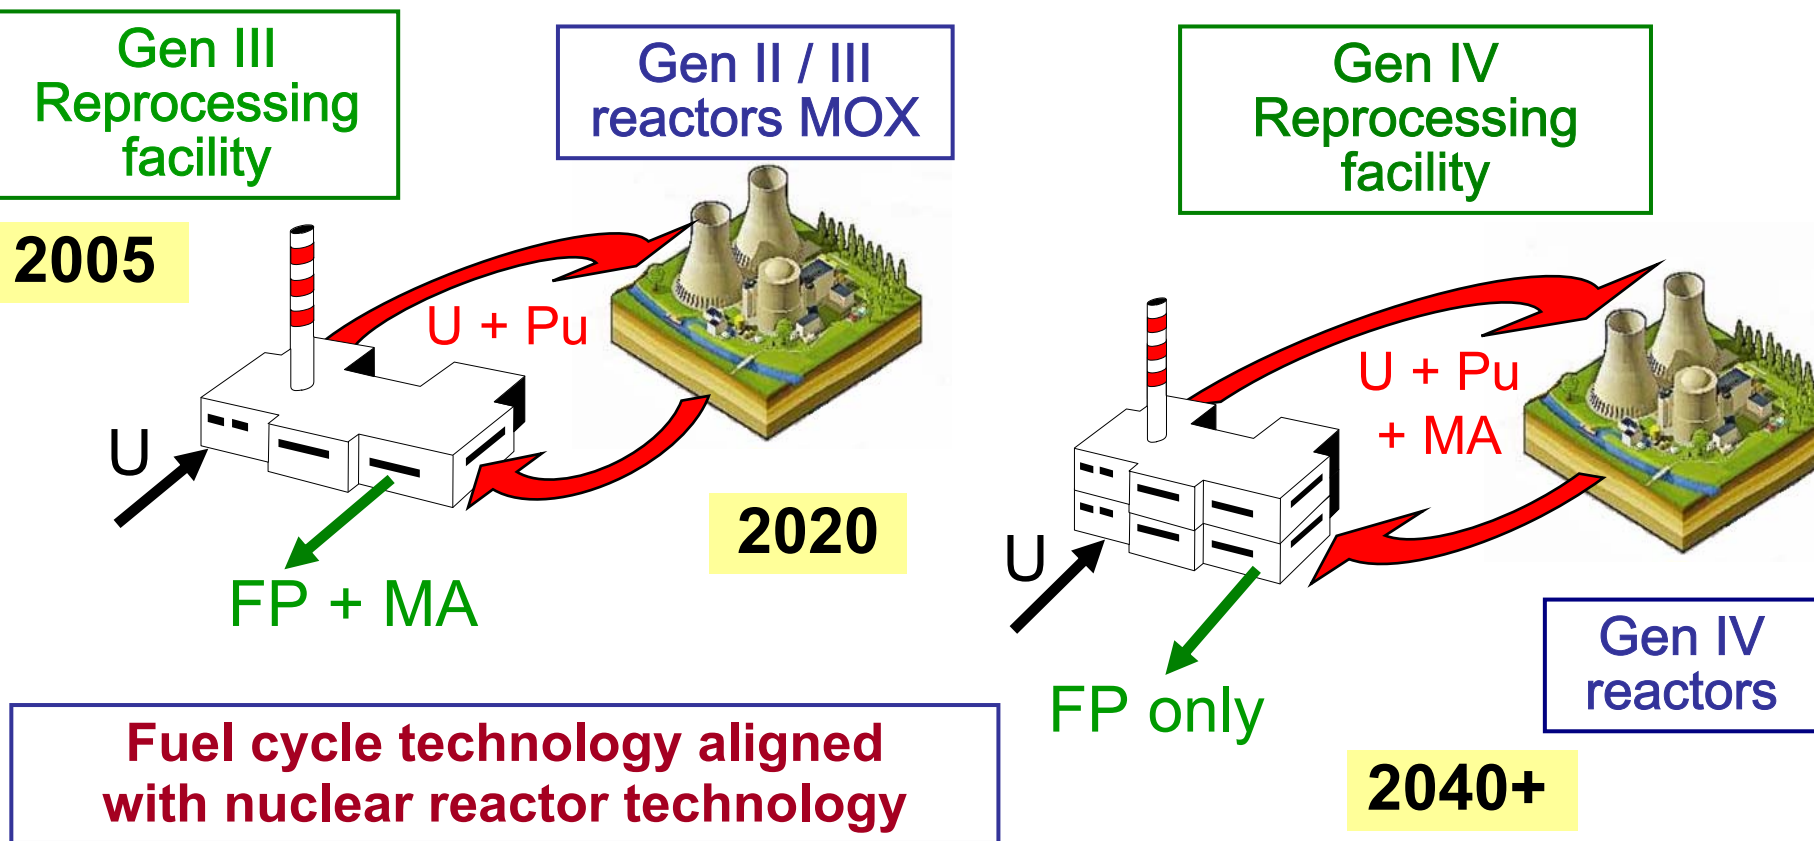 Gen III
Reprocessing
facility
Gen II / III
reactors MOX
Gen IV
Reprocessing
facility
2005
U + Pu
U
FP + MA
2020
U + Pu
+ MA
U
FP only
Gen IV
reactors
2040+
Fuel cycle technology aligned
with nuclear reactor technology